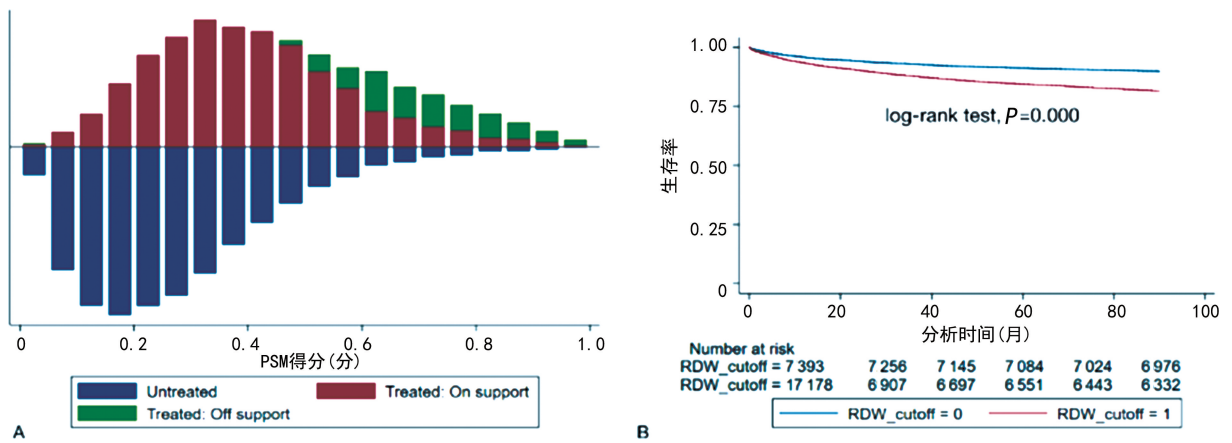 0
0.2
0.4
0.6
0.8
1.0
PSM得分(分)
Untreated
Treated: On support
Treated: Off support
A
1.00
0.75
0.50
0.25
0
生存率
log-rank test, P=0.000
0
20
40
60
80
100
分析时间(月)
Number at risk
RDW_cutoff = 7 393 7 256 7 145 7 084 7 024 6 976
RDW_cutoff = 17 178 6 907 6 697 6 551 6 443 6 332
RDW_cutoff = 0
RDW_cutoff = 1
B